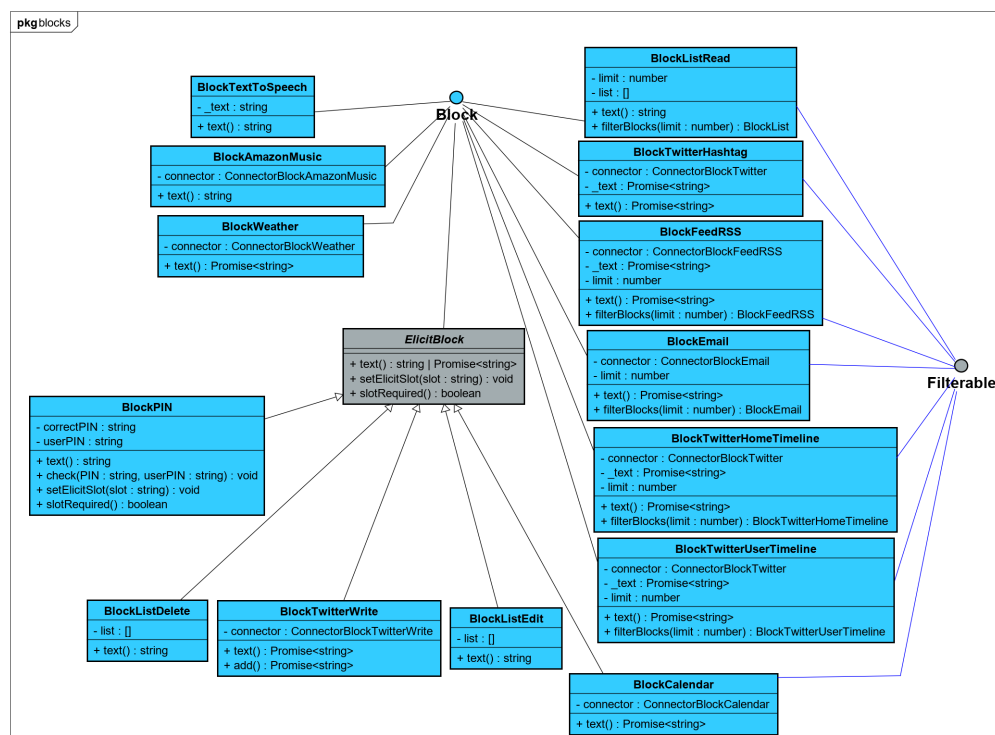 pkg blocks
BlockTextToSpeech
- _text : string
+ text() : string
Block
BlockListRead
- limit : number
- list : []
+ text() : string
+ filterBlocks(limit : number) : BlockList
BlockAmazonMusic
- connector : ConnectorBlockAmazonMusic
+ text() : string
BlockTwitterHashtag
- connector : ConnectorBlockTwitter
- _text : Promise<string>
+ text() : Promise<string>
BlockWeather
- connector : ConnectorBlockWeather
+ text() : Promise<string>
BlockFeedRSS
- connector : ConnectorBlockFeedRSS
- _text : Promise<string>
- limit : number
+ text() : Promise<string>
+ filterBlocks(limit : number) : BlockFeedRSS
ElicitBlock
+ text() : string | Promise<string>
+ setElicitSlot(slot : string) : void
+ slotRequired() : boolean
BlockEmail
- connector : ConnectorBlockEmail
- limit : number
+ text() : Promise<string>
+ filterBlocks(limit : number) : BlockEmail
Filterable
BlockPIN
- correctPIN : string
- userPIN : string
+ text() : string
+ check(PIN : string, userPIN : string) : void
+ setElicitSlot(slot : string) : void
+ slotRequired() : boolean
BlockTwitterHomeTimeline
- connector : ConnectorBlockTwitter
- _text : Promise<string>
- limit : number
+ text() : Promise<string>
+ filterBlocks(limit : number) : BlockTwitterHomeTimeline
BlockTwitterUserTimeline
- connector : ConnectorBlockTwitter
- _text : Promise<string>
- limit : number
+ text() : Promise<string>
+ filterBlocks(limit : number) : BlockTwitterUserTimeline
BlockListDelete
- list : []
+ text() : string
BlockTwitterWrite
- connector : ConnectorBlockTwitterWrite
+ text() : Promise<string>
+ add() : Promise<string>
BlockListEdit
- list : []
+ text() : string
BlockCalendar
- connector : ConnectorBlockCalendar
+ text() : Promise<string>